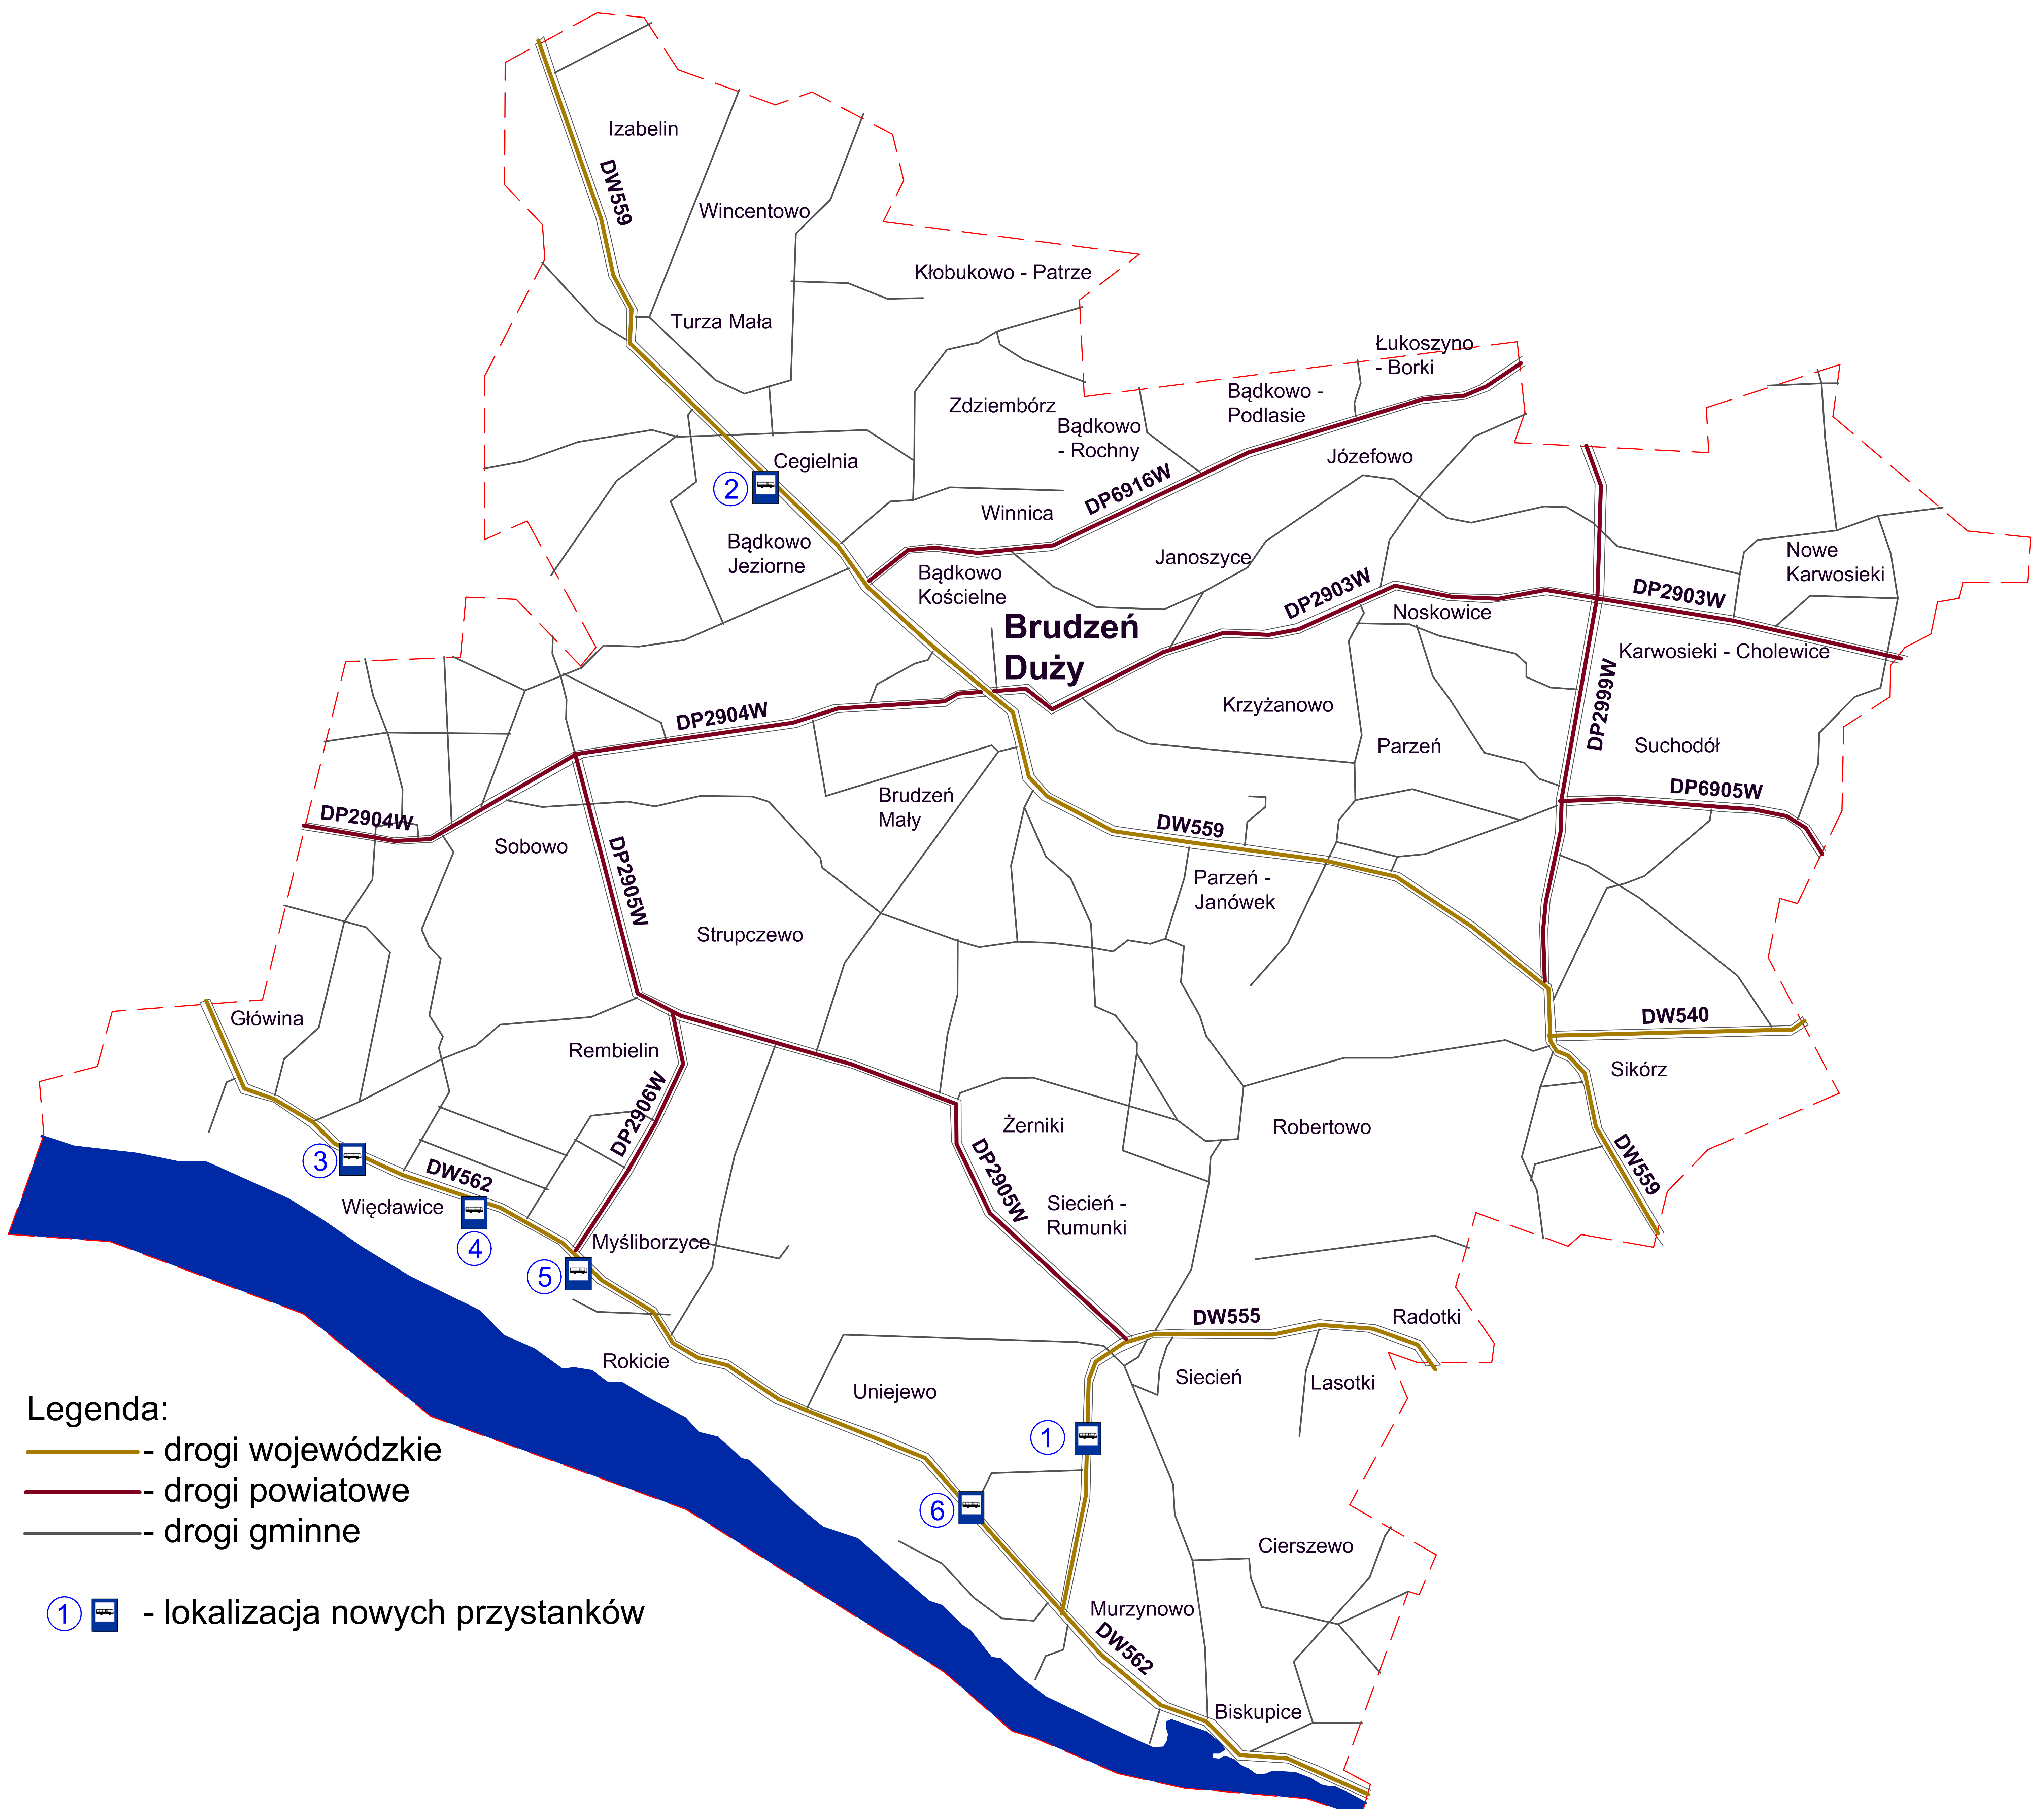 Izabelin
DW559
Wincentowo
Kłobukowo - Patrze
Turza Mała
Łukoszyno
- Borki
Bądkowo -
Podlasie
Zdziembórz
Bądkowo
- Rochny
Józefowo
Cegielnia
2
DP6916W
Winnica
Bądkowo
Jeziorne
Janoszyce
Nowe
Karwosieki
Bądkowo
Kościelne
DP2903W
DP2903W
Noskowice
Brudzeń
Duży
Karwosieki - Cholewice
DP2999W
Krzyżanowo
DP2904W
Parzeń
Suchodół
DP6905W
Brudzeń
Mały
DP2904W
DW559
Sobowo
DP2905W
Parzeń -
Janówek
Strupczewo
DW540
Główina
Rembielin
Sikórz
DP2906W
Żerniki
Robertowo
3
DW562
DP2905W
DW559
Więcławice
Siecień -
Rumunki
4
Myśliborzyce
5
DW555
Radotki
Rokicie
Siecień
Lasotki
Uniejewo
1
6
Cierszewo
Murzynowo
DW562
Biskupice
Legenda:
- drogi wojewódzkie
- drogi powiatowe
- drogi gminne
1 - lokalizacja nowych przystanków